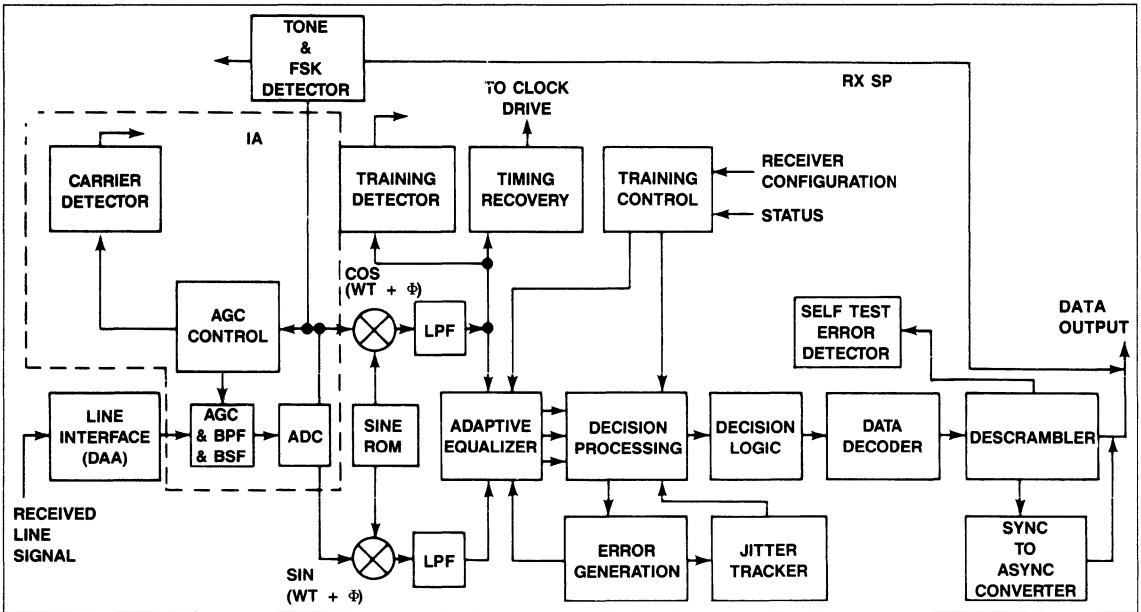 TONE
&
FSK
DETECTOR
RX SP
TO CLOCK
DRIVE
IA
CARRIER
DETECTOR
TRAINING
DETECTOR
TIMING
RECOVERY
TRAINING
CONTROL
RECEIVER
CONFIGURATION
STATUS
COS
(WT + Φ)
AGC
CONTROL
LPF
SELF TEST
ERROR
DETECTOR
DATA
OUTPUT
LINE
INTERFACE
(DAA)
AGC
& BPF
& BSF
ADC
SINE
ROM
ADAPTIVE
EQUALIZER
DECISION
PROCESSING
DECISION
LOGIC
DATA
DECODER
DESCRAMBLER
RECEIVED
LINE
SIGNAL
SIN
(WT + Φ)
LPF
ERROR
GENERATION
JITTER
TRACKER
SYNC
TO
ASYNC
CONVERTER